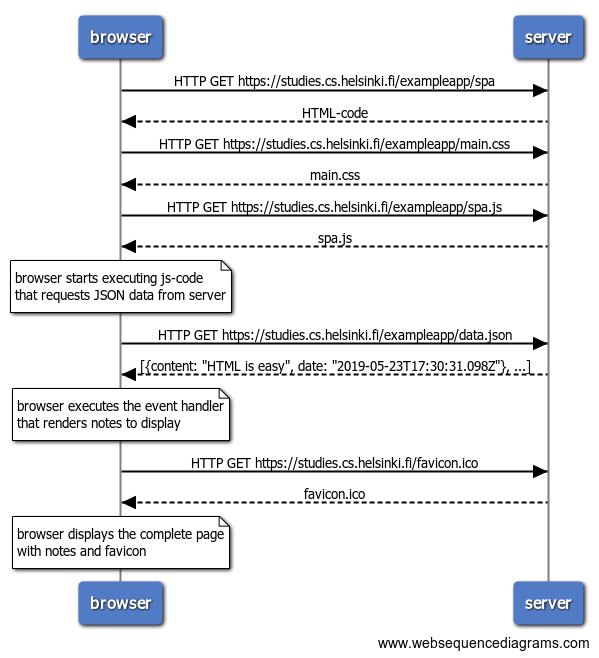 browser
server
HTTP GET https://studies.cs.helsinki.fi/exampleapp/spa
HTML-code
HTTP GET https://studies.cs.helsinki.fi/exampleapp/main.css
main.css
HTTP GET https://studies.cs.helsinki.fi/exampleapp/spa.js
spa.js
browser starts executing js-code
that requests JSON data from server
HTTP GET https://studies.cs.helsinki.fi/exampleapp/data.json
[{content: "HTML is easy", date: "2019-05-23T17:30:31.098Z"}, ...]
browser executes the event handler
that renders notes to display
HTTP GET https://studies.cs.helsinki.fi/favicon.ico
favicon.ico
browser displays the complete page
with notes and favicon
browser
server
www.websequencediagrams.com